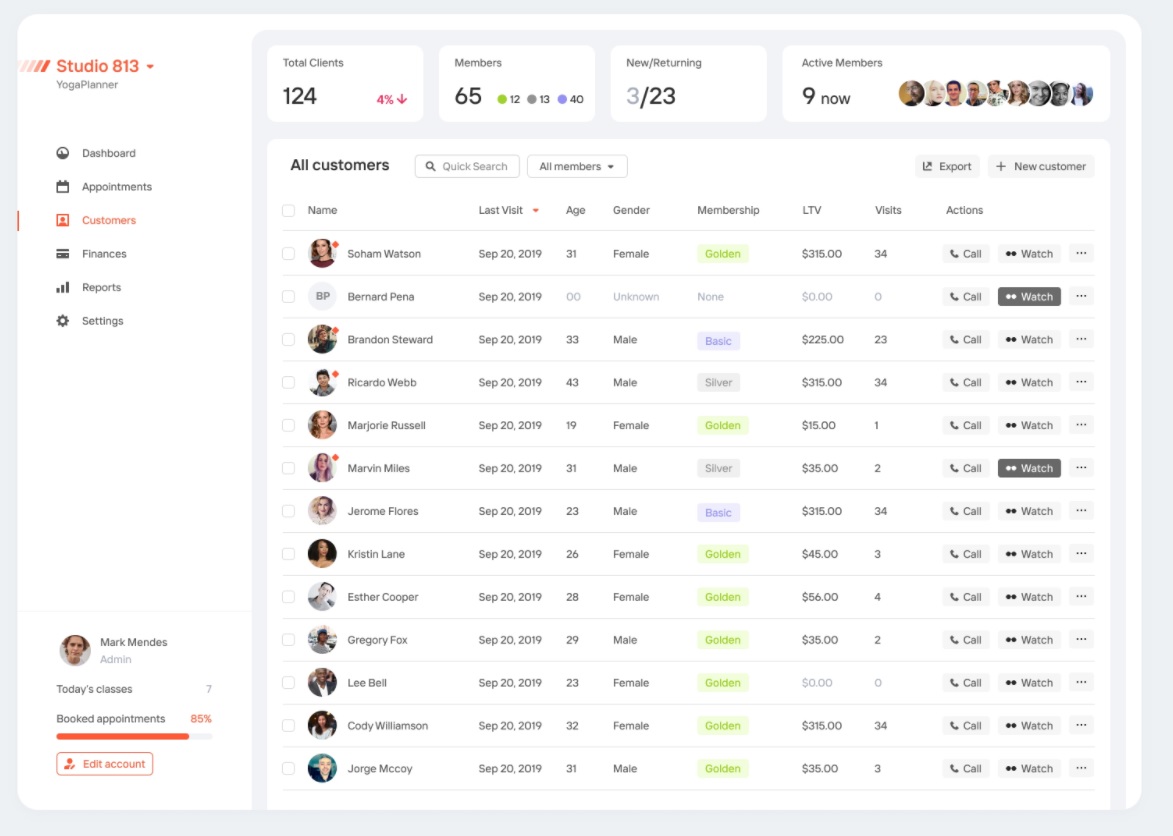 Studio 813
YogaPlanner
Dashboard
Appointments
Customers
Finances
Reports
Settings
Mark Mendes
Admin
Today's classes 7
Booked appointments 85%
Edit account
Total Clients
124 4%
Members
65 12 13 40
New/Returning
3/23
Active Members
9 now
All customers Quick Search All members Export New customer
Name Last Visit Age Gender Membership LTV Visits Actions
Soham Watson Sep 20, 2019 31 Female Golden $315.00 34 Call Watch ...
BP Bernard Pena Sep 20, 2019 00 Unknown None $0.00 0 Call Watch ...
Brandon Steward Sep 20, 2019 33 Male Basic $225.00 23 Call Watch ...
Ricardo Webb Sep 20, 2019 43 Male Silver $315.00 34 Call Watch ...
Marjorie Russell Sep 20, 2019 19 Female Golden $15.00 1 Call Watch ...
Marvin Miles Sep 20, 2019 31 Male Silver $35.00 2 Call Watch ...
Jerome Flores Sep 20, 2019 23 Male Basic $315.00 34 Call Watch ...
Kristin Lane Sep 20, 2019 26 Female Golden $45.00 3 Call Watch ...
Esther Cooper Sep 20, 2019 28 Female Golden $56.00 4 Call Watch ...
Gregory Fox Sep 20, 2019 29 Male Golden $35.00 2 Call Watch ...
Lee Bell Sep 20, 2019 23 Female Golden $0.00 0 Call Watch ...
Cody Williamson Sep 20, 2019 32 Female Golden $315.00 34 Call Watch ...
Jorge Mccoy Sep 20, 2019 31 Male Golden $35.00 3 Call Watch ...